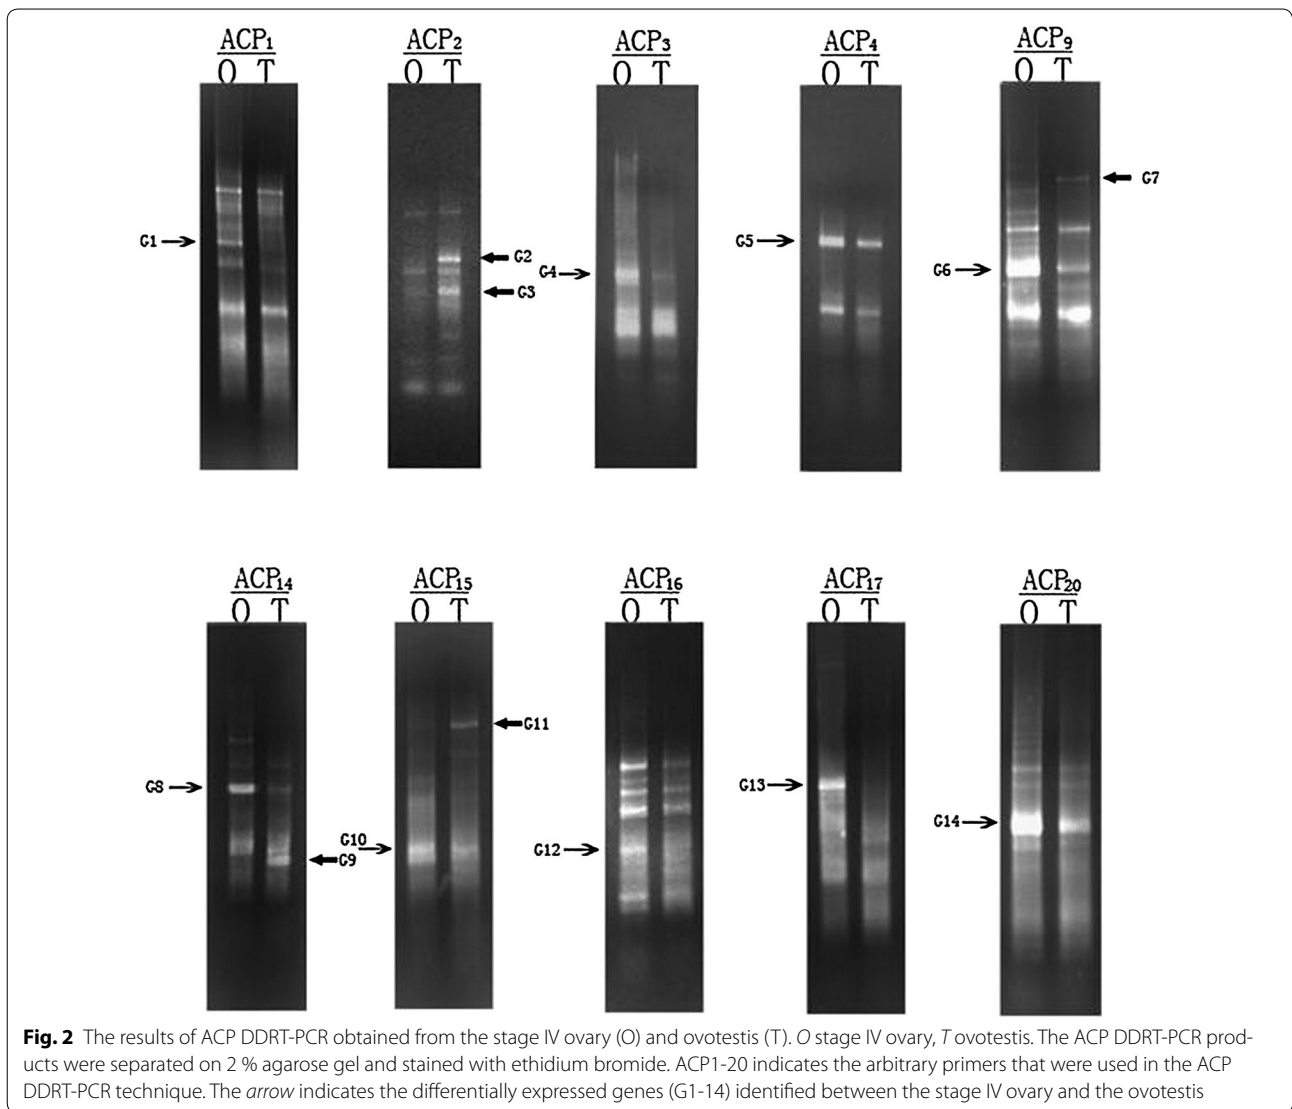 ACP1 ACP2 ACP3 ACP4 ACP9
O T O T O T O T O T
G7
G1 G5
G2
G4 G6
G3
ACP14 ACP15 ACP16 ACP17 ACP20
O T O T O T O T O T
G11
G8 G13
G14
G10 G12
G9
Fig. 2 The results of ACP DDRT-PCR obtained from the stage IV ovary (O) and ovotestis (T). O stage IV ovary, T ovotestis. The ACP DDRT-PCR prod-
ucts were separated on 2 % agarose gel and stained with ethidium bromide. ACP1-20 indicates the arbitrary primers that were used in the ACP
DDRT-PCR technique. The arrow indicates the differentially expressed genes (G1-14) identified between the stage IV ovary and the ovotestis